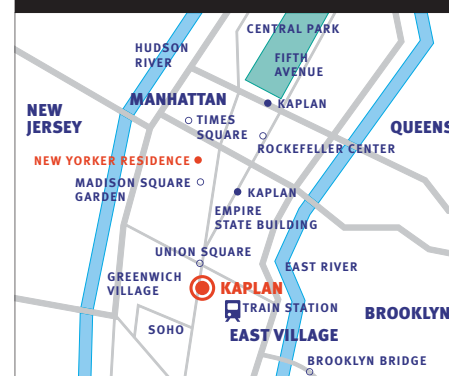 CENTRAL PARK
HUDSON
RIVER
FIFTH
AVENUE
MANHATTAN
KAPLAN
NEW
JERSEY
TIMES
SQUARE
QUEENS
ROCKEFELLER CENTER
NEW YORKER RESIDENCE
MADISON SQUARE
GARDEN
KAPLAN
EMPIRE
STATE BUILDING
UNION SQUARE
EAST RIVER
GREENWICH
VILLAGE
KAPLAN
TRAIN STATION
BROOKLYN
SOHO
EAST VILLAGE
BROOKLYN BRIDGE